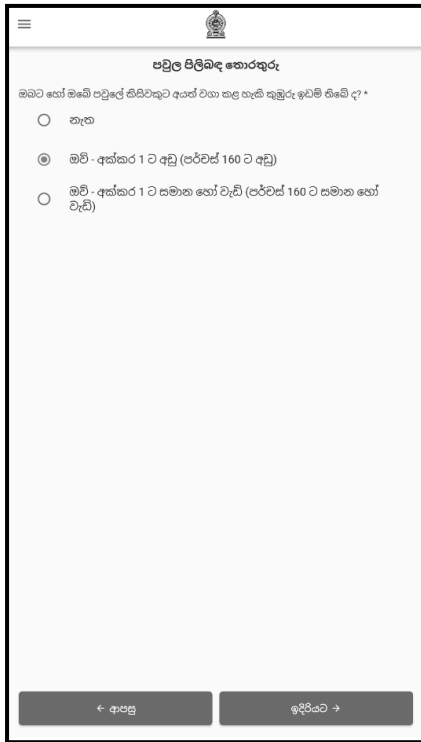 පවුල පිලිබඳ තොරතුරු
ඔබට හෝ ඔබේ පවුලේ කිසිවකුට අයත් වගා කළ හැකි කුඹුරු ඉඩම් තිබේ ද? *
නැත
ඔව් - අක්කර 1 ට අඩු (පර්චස් 160 ට අඩු)
ඔව් - අක්කර 1 ට සමාන හෝ වැඩි (පර්චස් 160 ට සමාන හෝ
වැඩි)
← ආපසු
ඉදිරියට →